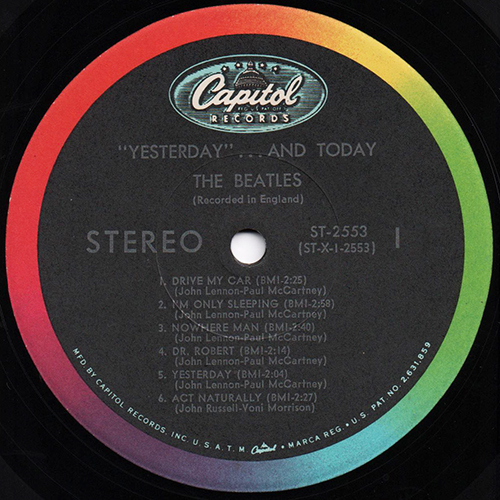 Capitol
RECORDS
"YESTERDAY"... AND TODAY
THE BEATLES
(Recorded in England)
STEREO
ST-2553
(ST-X-1-2553)
1
1. DRIVE MY CAR (BMI-2:25)
(John Lennon-Paul McCartney)
2. I'M ONLY SLEEPING (BMI-2:58)
(John Lennon-Paul McCartney)
3. NOWHERE MAN (BMI-2:40)
(John Lennon-Paul McCartney)
4. DR. ROBERT (BMI-2:14)
(John Lennon-Paul McCartney)
5. YESTERDAY (BMI-2:04)
(John Lennon-Paul McCartney)
6. ACT NATURALLY (BMI-2:27)
(John Russell-Voni Morrison)
MFD. BY CAPITOL RECORDS, INC. U.S.A. T.M. Capitol MARCA REG. • U.S. PAT. NO. 2,631,859